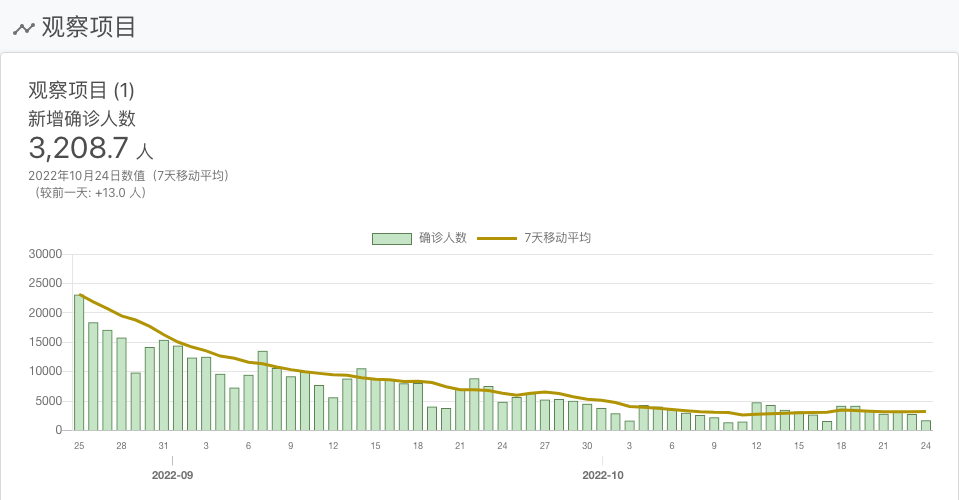 观察项目
观察项目 (1)
新增确诊人数
3,208.7 人
2022年10月24日数值（7天移动平均）
（较前一天: +13.0 人）
确诊人数 7天移动平均
30000
25000
20000
15000
10000
5000
0
25 28 31 3 6 9 12 15 18 21 24 27 30 3 6 9 12 15 18 21 24
2022-09 2022-10